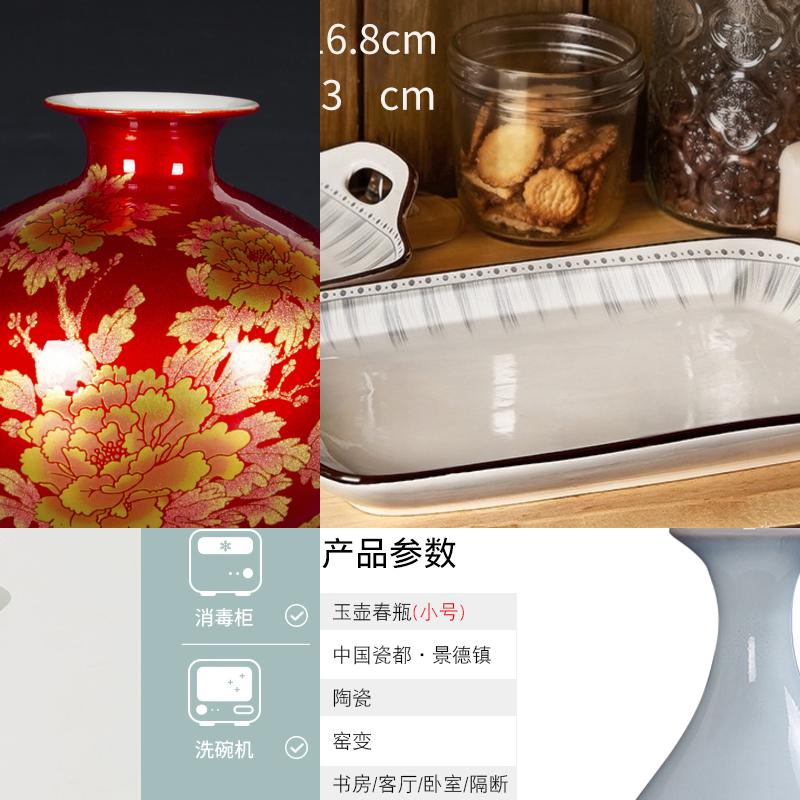 .6.8cm
3 cm
消毒柜
洗碗机
产品参数
玉壶春瓶(小号)
中国瓷都·景德镇
陶瓷
窑变
书房/客厅/卧室/隔断